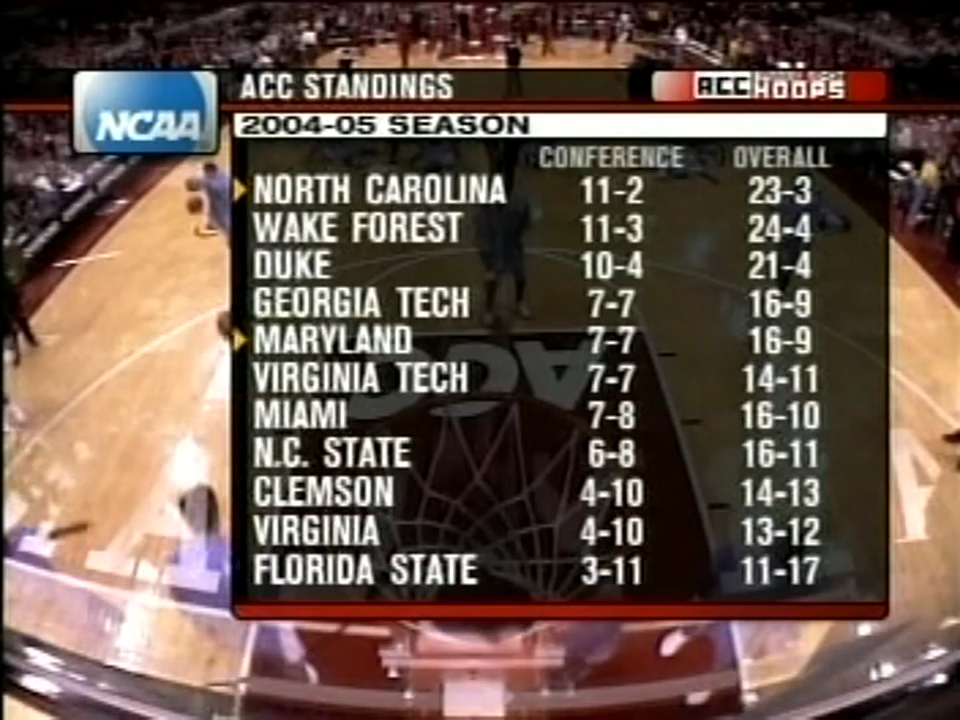 NCAA
ACC STANDINGS
ACC HOOPS
2004-05 SEASON
CONFERENCE OVERALL
NORTH CAROLINA 11-2 23-3
WAKE FOREST 11-3 24-4
DUKE 10-4 21-4
GEORGIA TECH 7-7 16-9
MARYLAND 7-7 16-9
VIRGINIA TECH 7-7 14-11
MIAMI 7-8 16-10
N.C. STATE 6-8 16-11
CLEMSON 4-10 14-13
VIRGINIA 4-10 13-12
FLORIDA STATE 3-11 11-17
ACC